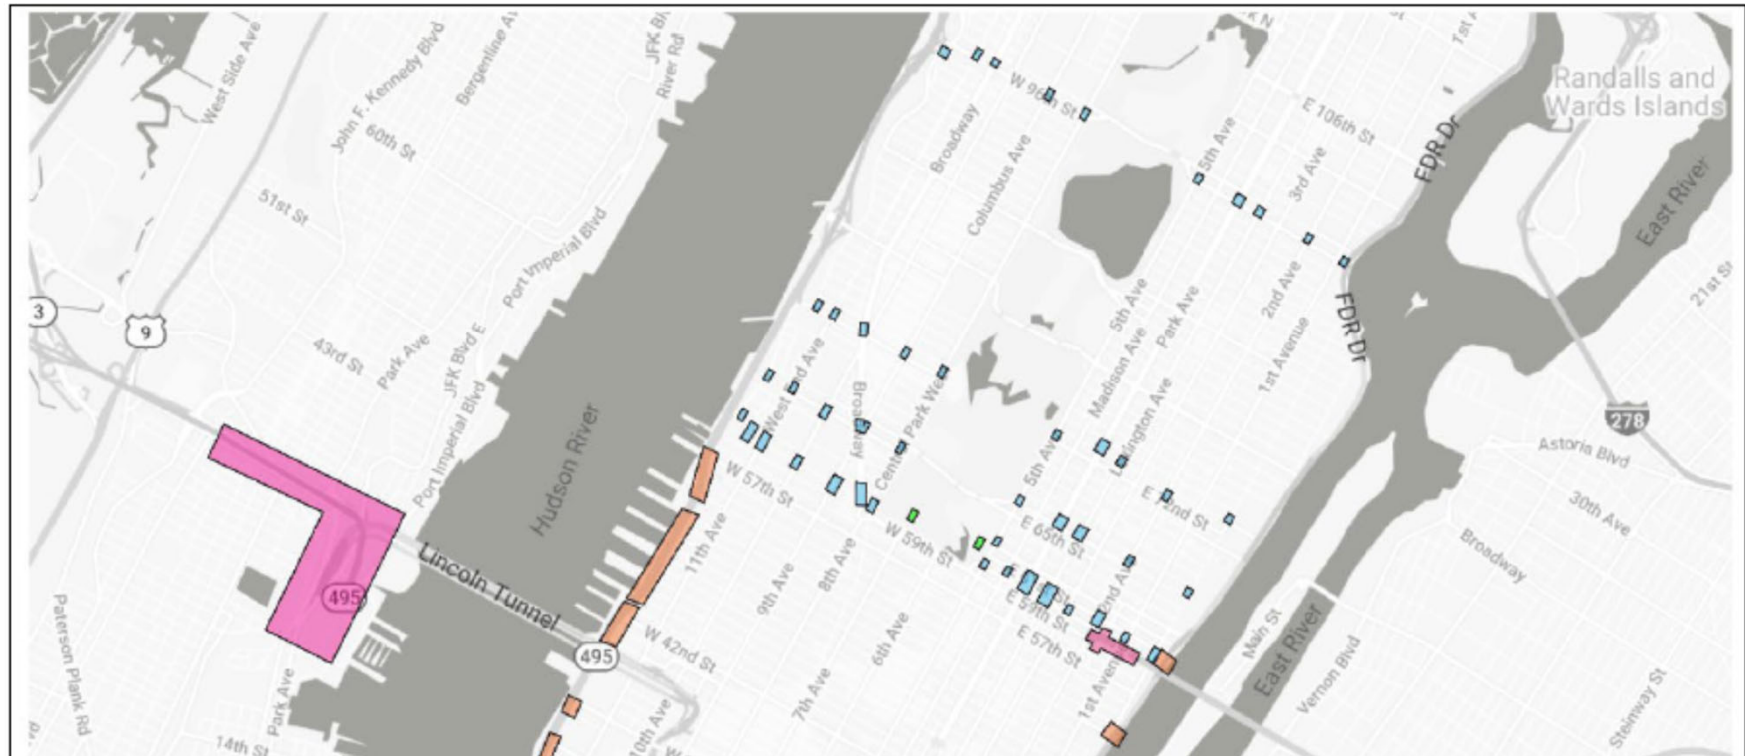 West Side Ave
John F. Kennedy Blvd
Bergenline Av
JFK Bl
River Rd
60th St
51st St
Port Imperial Blvd
3
9
43rd St
Park Ave
JFK Blvd E
Port Imperial Blvd
Hudson River
Lincoln Tunnel
495
495
Paterson Plank Rd
Park Ave
14th St
k N
1st A
Randalls and
Wards Islands
W 96th St
E 106th St
Broadway
Columbus Ave
5th Ave
3rd Ave
FDR Dr
East River
21st S
5th Ave
Park Ave
2nd Ave
FDR Dr
1st Avenue
Madison Ave
West End Ave
Broadway
Central Park We
Lexington Ave
278
Astoria Blvd
5th Ave
E 72nd St
30th Ave
W 57th St
E 65th St
Broadway
W 59th St
11th Ave
9th Ave
8th Ave
2nd Av
E 59th St
E 57th St
6th Ave
W 42nd St
Main St
East River
Vernon Blvd
1st Aven
7th Ave
10th Ave
W
Steinway St